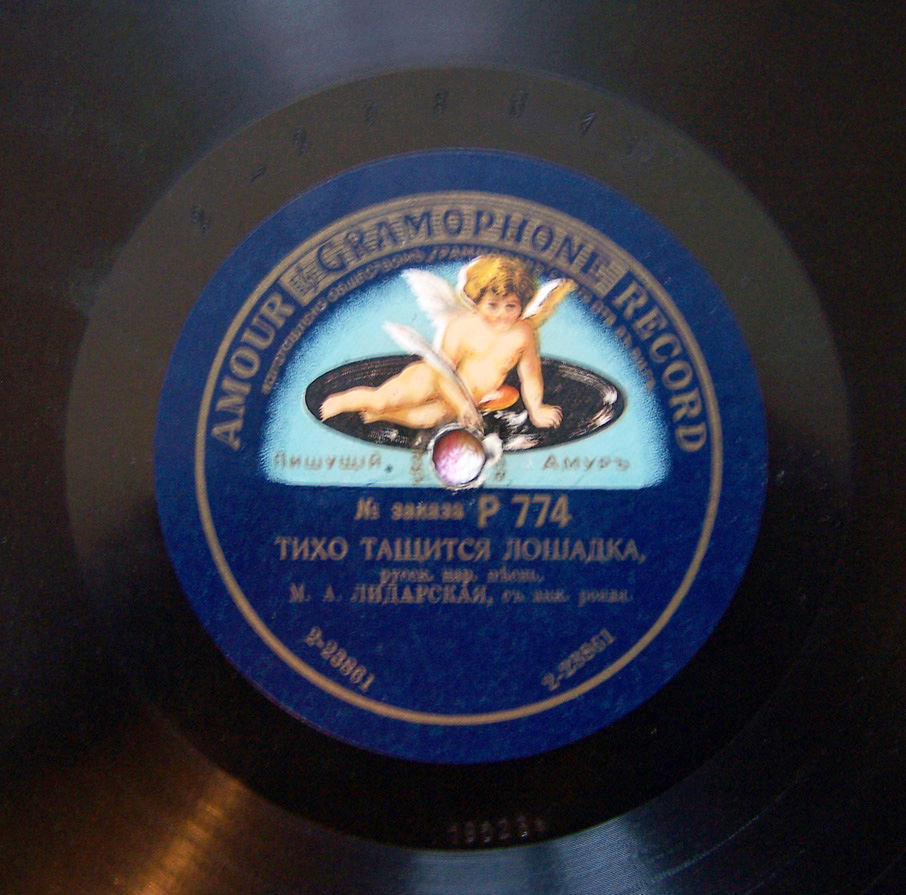 AMOUR GRAMOPHONE RECORD
Пишущій Амуръ
№ заказа Р 774
ТИХО ТАЩИТСЯ ЛОШАДКА,
русск. нар. пѣснь.
М. А. ЛИДАРСКАЯ, съ акк. рояля.
2-23861 2-23861